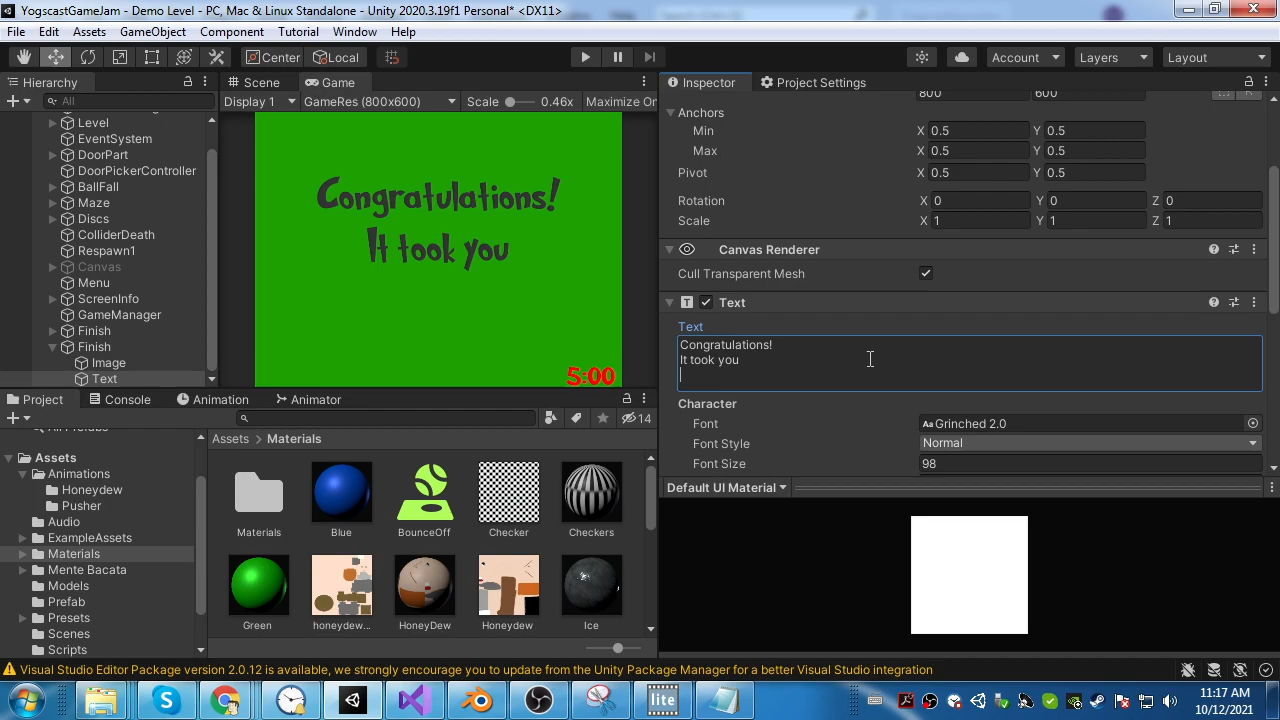 YogscastGameJam - Demo Level - PC, Mac & Linux Standalone - Unity 2020.3.19f1 Personal* <DX11>
File Edit Assets GameObject Component Tutorial Window Help
Center Local Account Layers Layout
Hierarchy Scene Game Inspector Project Settings
All Display 1 GameRes (800x600) Scale 0.46x Maximize On
800 600
Level
EventSystem
DoorPart
DoorPickerController
BallFall
Maze
Discs
ColliderDeath
Respawn1
Canvas
Menu
ScreenInfo
GameManager
Finish
Finish
Image
Text
Congratulations!
It took you
5:00
Anchors
Min X 0.5 Y 0.5
Max X 0.5 Y 0.5
Pivot X 0.5 Y 0.5
Rotation X 0 Y 0 Z 0
Scale X 1 Y 1 Z 1
Canvas Renderer
Cull Transparent Mesh
Text
Text
Congratulations!
It took you
Character
Font Aa Grinched 2.0
Font Style Normal
Font Size 98
Default UI Material
Project Console Animation Animator
14
Assets
Animations
Honeydew
Pusher
Audio
ExampleAssets
Materials
Mente Bacata
Models
Prefab
Presets
Scenes
Scripts
Assets > Materials
Materials Blue BounceOff Checker Checkers
Green honeydew... HoneyDew Honeydew Ice
Visual Studio Editor Package version 2.0.12 is available, we strongly encourage you to update from the Unity Package Manager for a better Visual Studio integration
lite
11:17 AM
10/12/2021